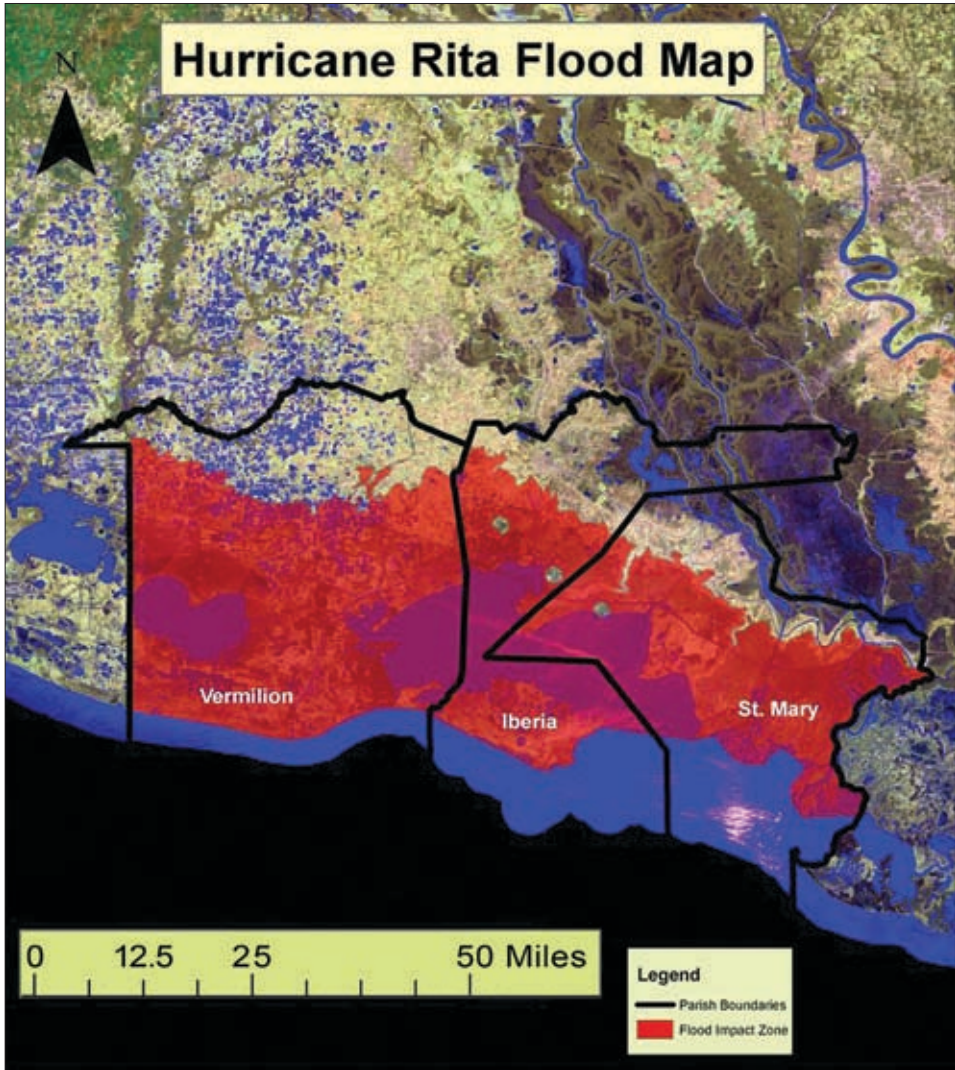 Hurricane Rita Flood Map
N
Vermilion
Iberia
St. Mary
0 12.5 25 50 Miles
Legend
Parish Boundaries
Flood Impact Zone